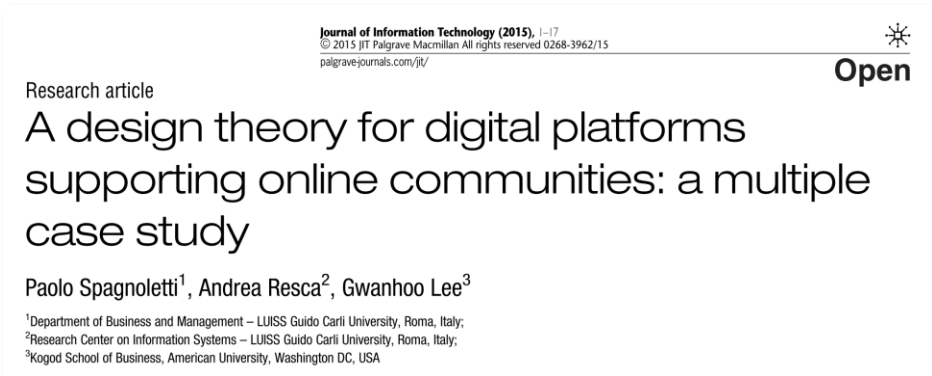 Journal of Information Technology (2015), 1–17
© 2015 JIT Palgrave Macmillan All rights reserved 0268-3962/15
palgrave-journals.com/jit/
Open
Research article
A design theory for digital platforms
supporting online communities: a multiple
case study
Paolo Spagnoletti¹, Andrea Resca², Gwanhoo Lee³
¹Department of Business and Management – LUISS Guido Carli University, Roma, Italy;
²Research Center on Information Systems – LUISS Guido Carli University, Roma, Italy;
³Kogod School of Business, American University, Washington DC, USA